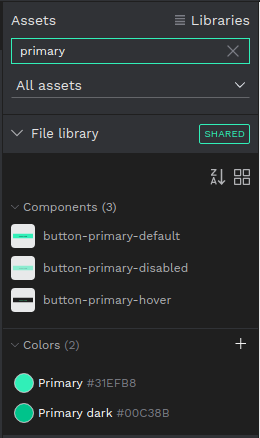 Assets Libraries
primary
All assets
File library SHARED
Components (3)
button-primary-default
button-primary-disabled
button-primary-hover
Colors (2)
Primary #31EFB8
Primary dark #00C38B